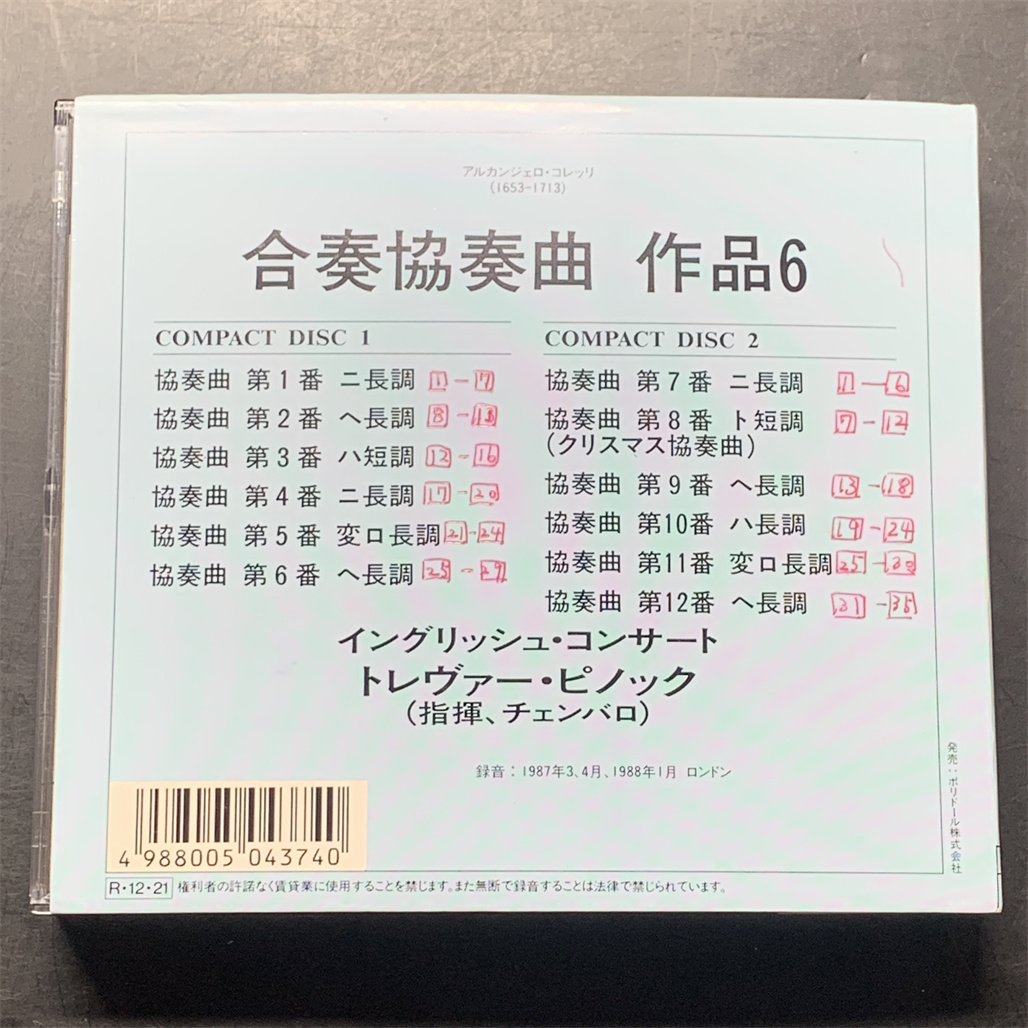 アルカンジェロ・コレッリ
(1653-1713)
合奏協奏曲 作品6
COMPACT DISC 1
協奏曲 第1番 ニ長調 1-7
協奏曲 第2番 ヘ長調 8-
協奏曲 第3番 ハ短調 12-16
協奏曲 第4番 ニ長調 17-20
協奏曲 第5番 変ロ長調 21-24
協奏曲 第6番 ヘ長調 25-29
COMPACT DISC 2
協奏曲 第7番 ニ長調 1-6
協奏曲 第8番 ト短調 7-12
(クリスマス協奏曲)
協奏曲 第9番 ヘ長調 13-18
協奏曲 第10番 ハ長調 19-24
協奏曲 第11番 変ロ長調 25-30
協奏曲 第12番 ヘ長調 31-35
イングリッシュ・コンサート
トレヴァー・ピノック
(指揮、チェンバロ)
録音：1987年3、4月、1988年1月 ロンドン
発売：ポリドール株式会社
4 988005 043740
R・12・21 権利者の許諾なく賃貸業に使用することを禁じます。また無断で録音することは法律で禁じられています。